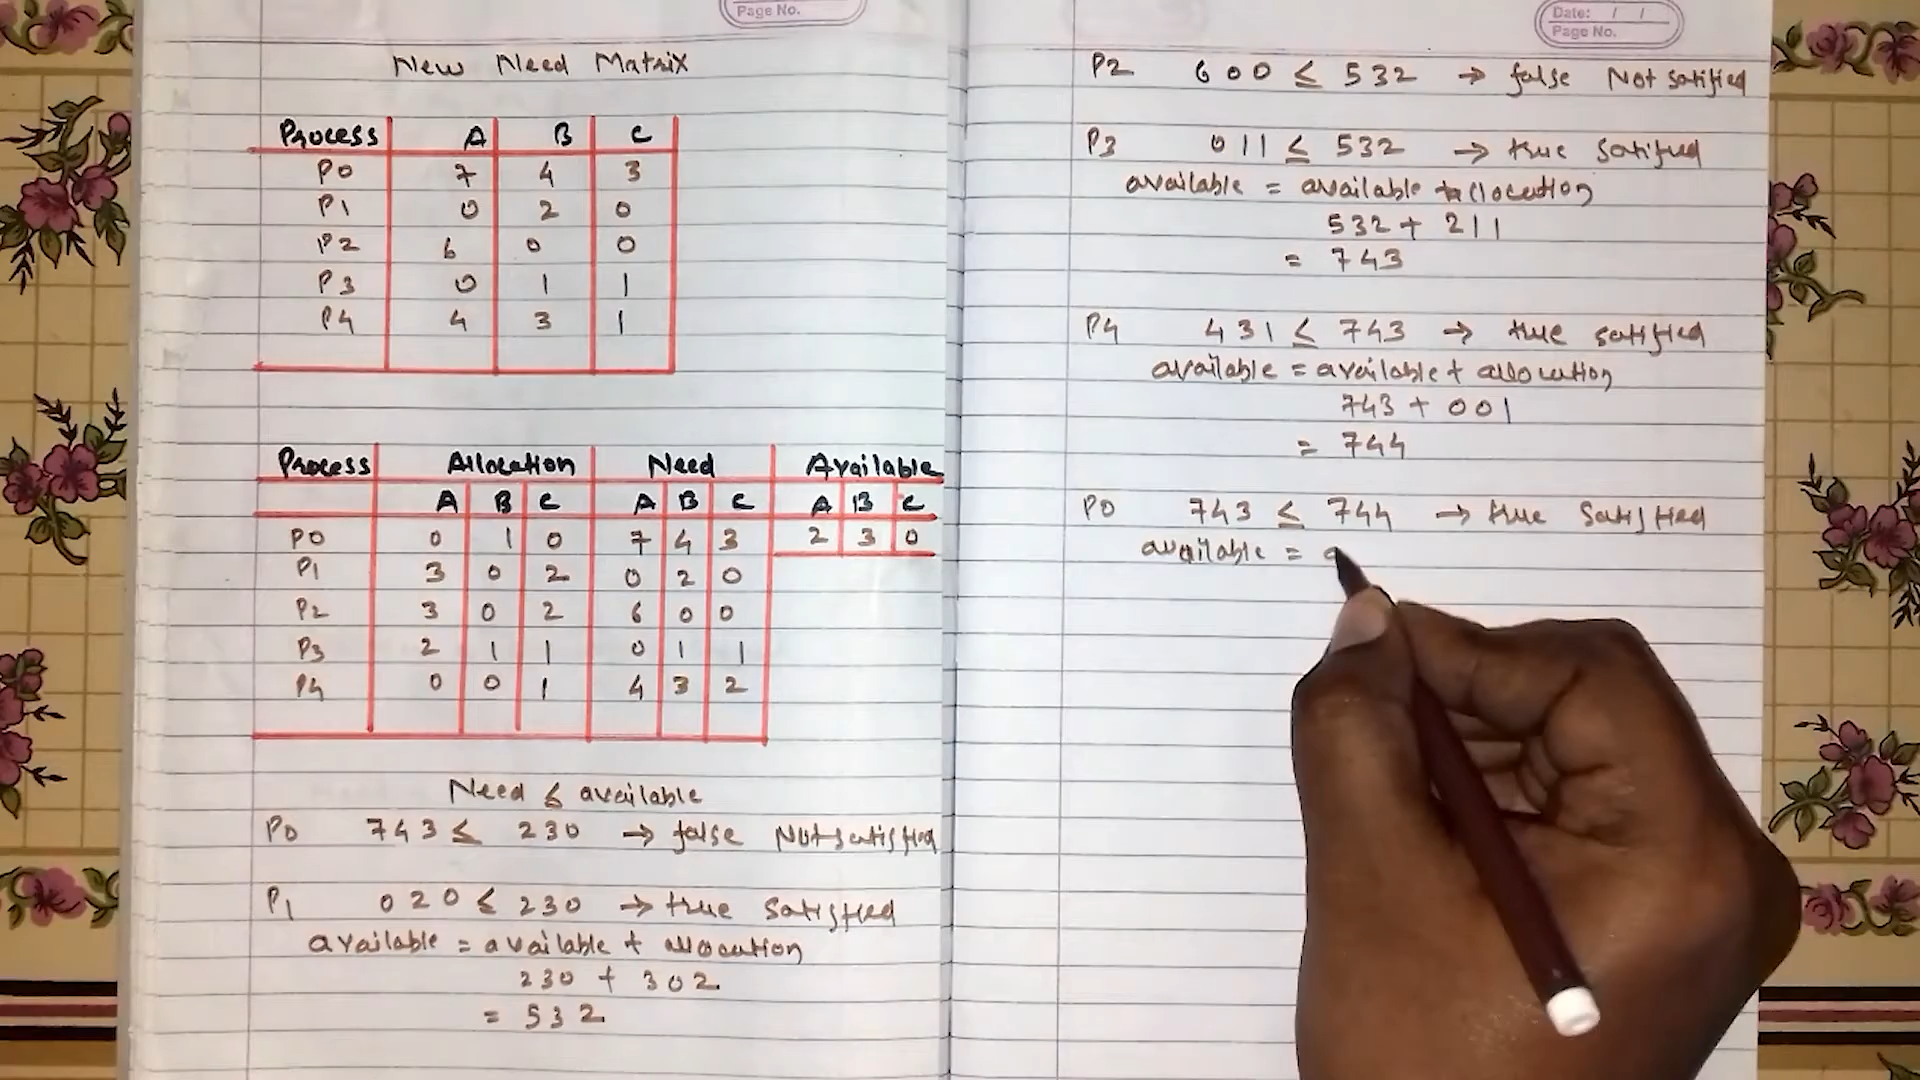 Page No.
New Need Matrix
Process A B C
P0 7 4 3
P1 0 2 0
P2 6 0 0
P3 0 1 1
P4 4 3 1
Process Allocation Need Available
A B C A B C A B C
P0 0 1 0 7 4 3 2 3 0
P1 3 0 2 0 2 0
P2 3 0 2 6 0 0
P3 2 1 1 0 1 1
P4 0 0 1 4 3 2
Need ≤ available
P0 743 ≤ 230 → false Not satisfied
P1 020 ≤ 230 → true satisfied
available = available + allocation
230 + 302
= 532
Date: / /
Page No.
P2 600 ≤ 532 → false Not satified
P3 011 ≤ 532 → true satified
available = available + allocation
532 + 211
= 743
P4 431 ≤ 743 → true satisfied
available = available + allocation
743 + 001
= 744
P0 743 ≤ 744 → true satisfied
available = a